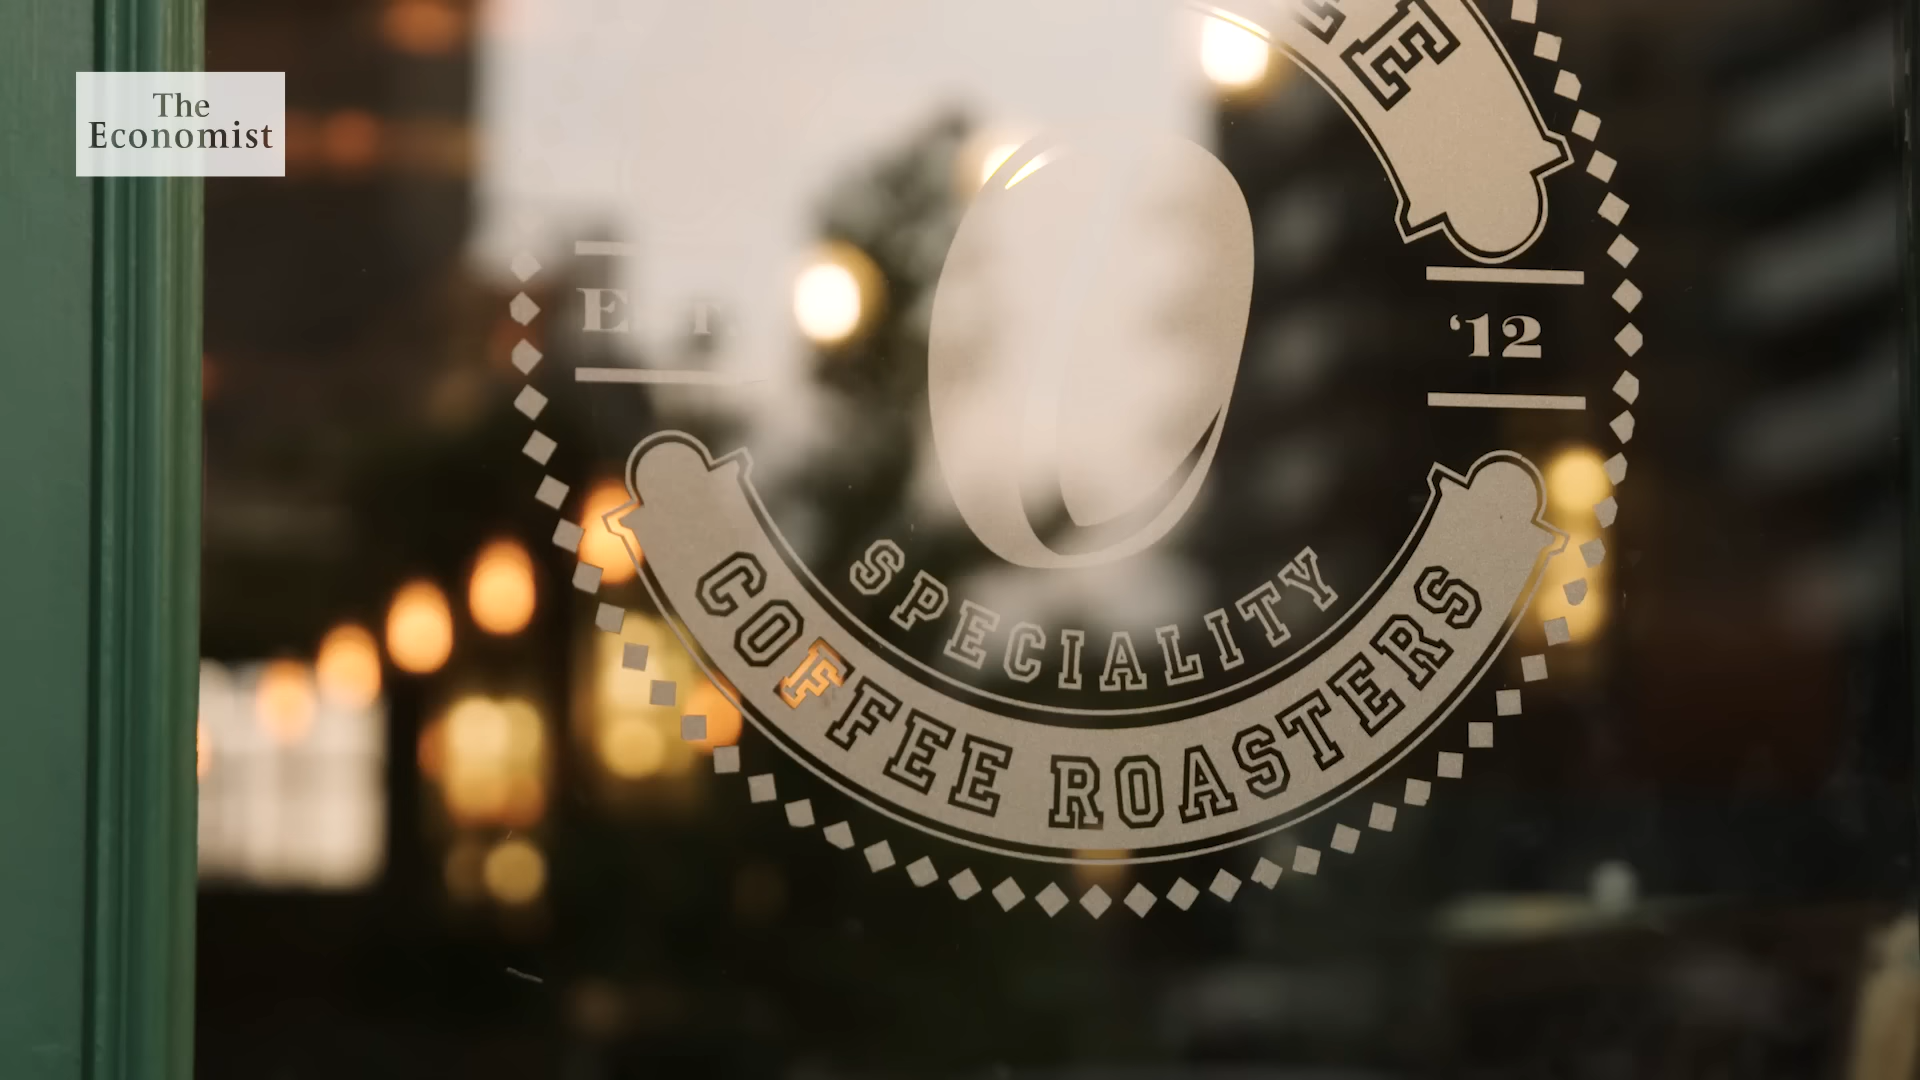 The
Economist
'12
SPECIALITY
COFFEE ROASTERS